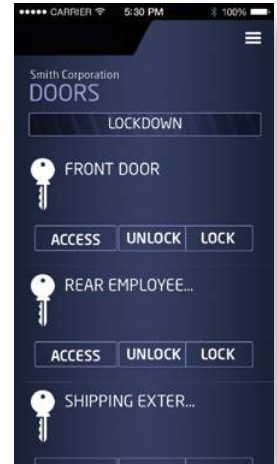 CARRIER 5:30 PM 100%
Smith Corporation
DOORS
LOCKDOWN
FRONT DOOR
ACCESS UNLOCK LOCK
REAR EMPLOYEE...
ACCESS UNLOCK LOCK
SHIPPING EXTER...